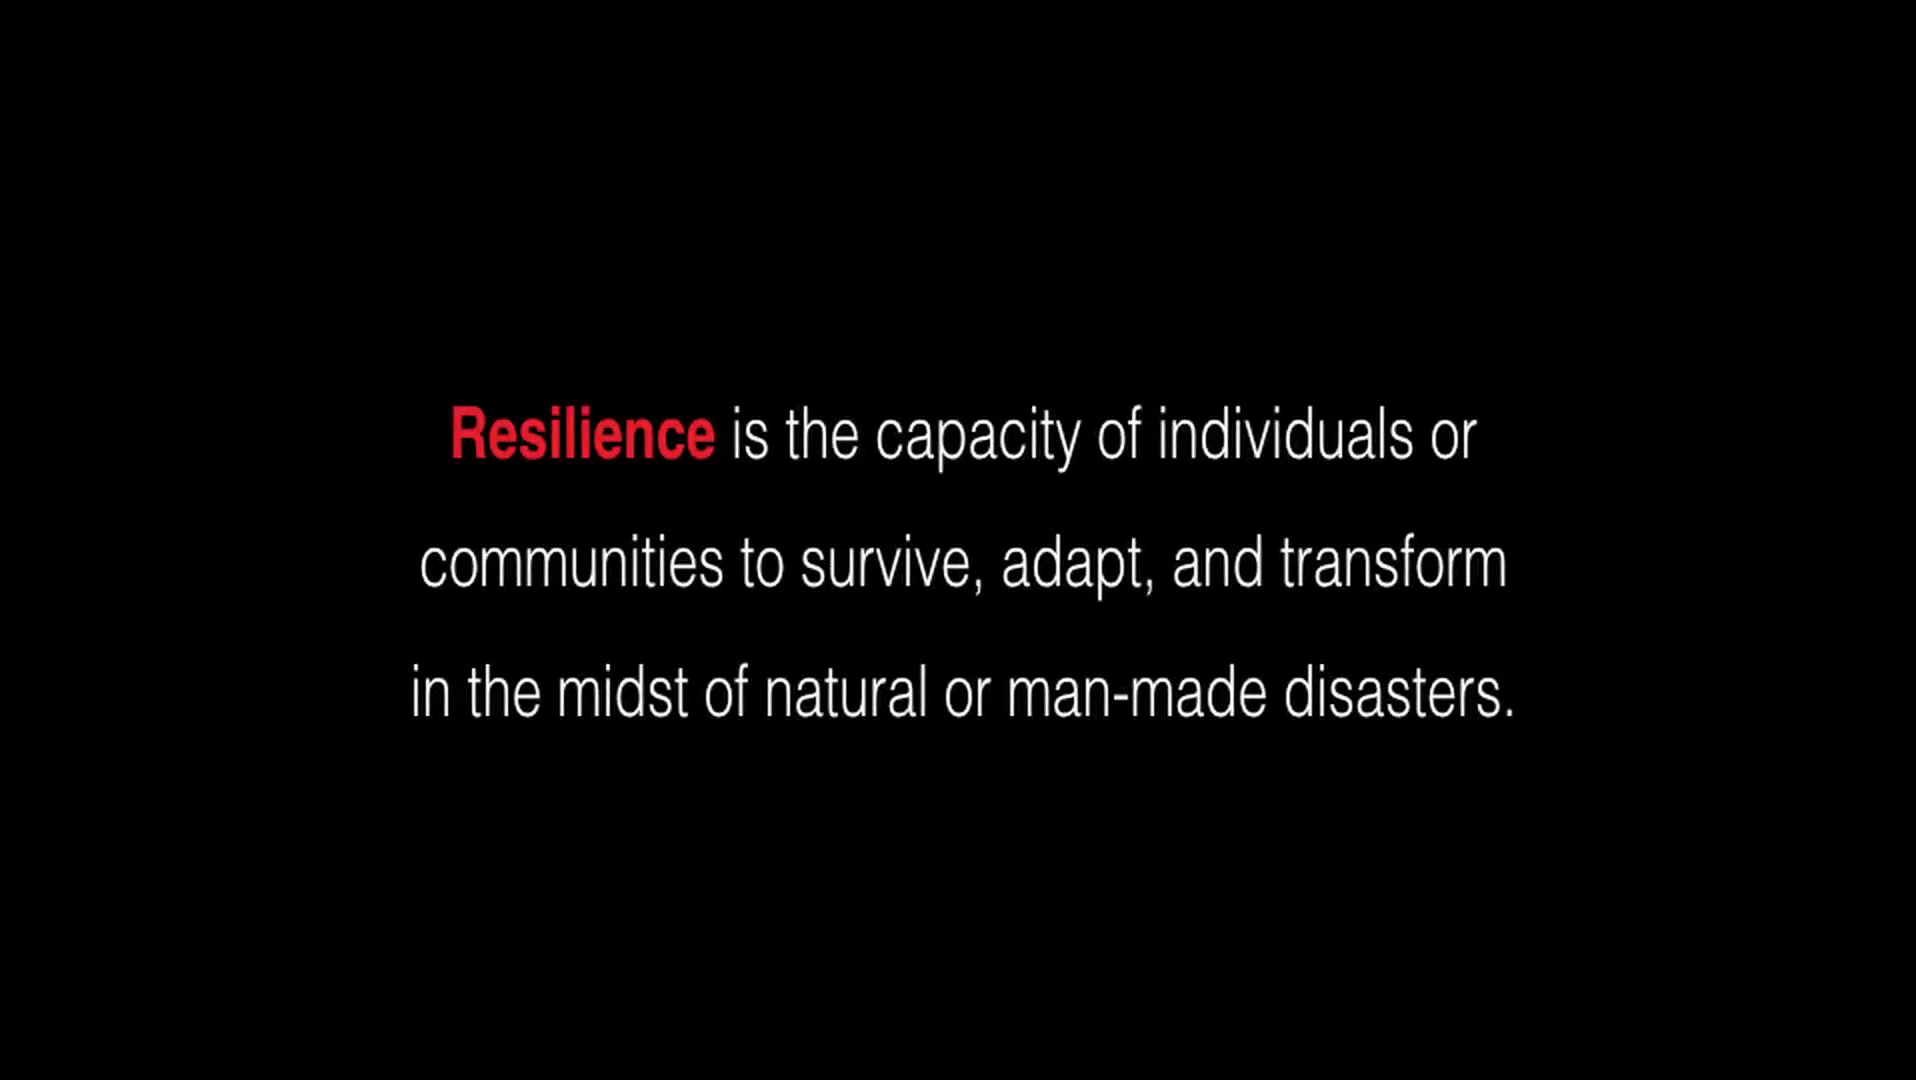 Resilience is the capacity of individuals or
communities to survive, adapt, and transform
in the midst of natural or man-made disasters.